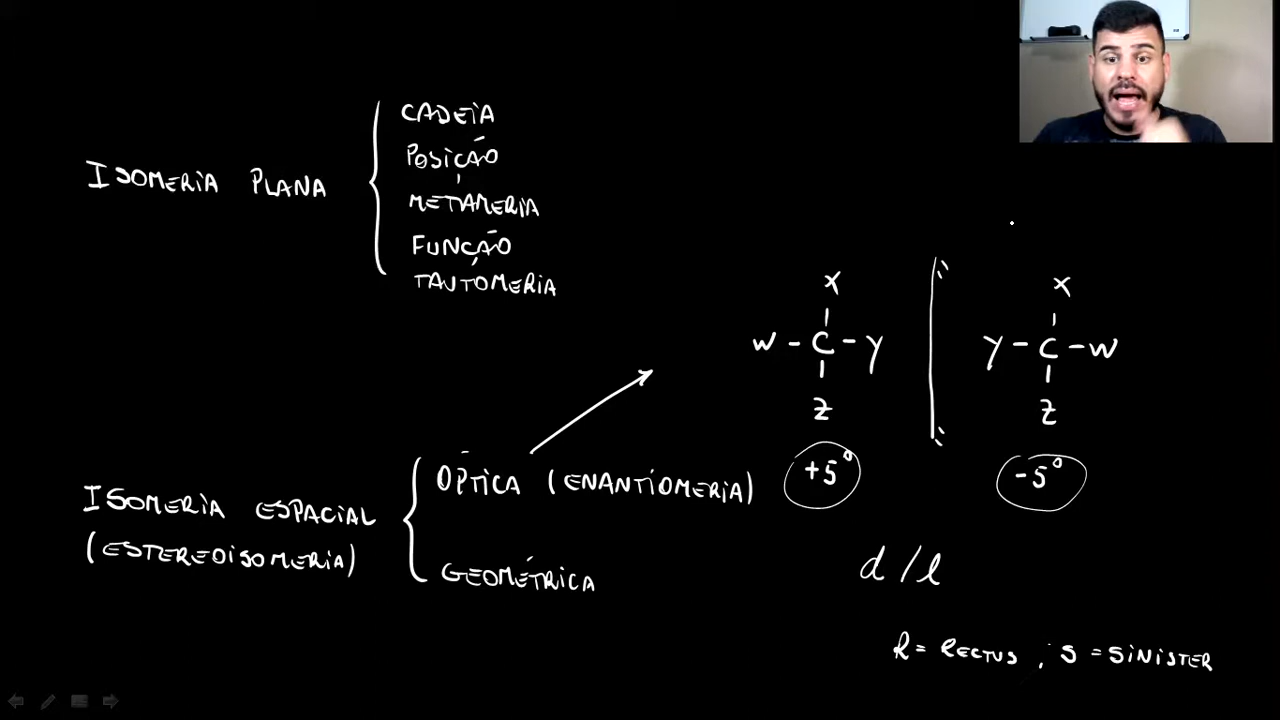 ISOMERIA PLANA
CADEIA
POSIÇÃO
METAMERIA
FUNÇÃO
TAUTOMERIA
ISOMERIA ESPACIAL
(ESTEREOISOMERIA)
ÓPTICA (ENANTIOMERIA)
GEOMÉTRICA
X X
W - C - Y Y - C - W
Z Z
+5° -5°
d/l
R = RECTUS ; S = SINISTER